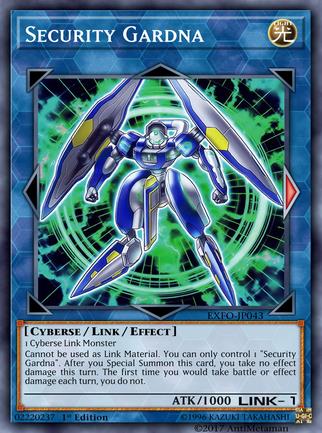 Security Gardna
LIGHT
光
EXFO-JP043
[Cyberse / Link / Effect]
1 Cyberse Link Monster
Cannot be used as Link Material. You can only control 1 "Security
Gardna". After you Special Summon this card, you take no effect
damage this turn. The first time you would take battle or effect
damage each turn, you do not.
ATK/1000 LINK-1
02220237 1st Edition ©1996 KAZUKI TAKAHASHI
©2017 AntiMetaman